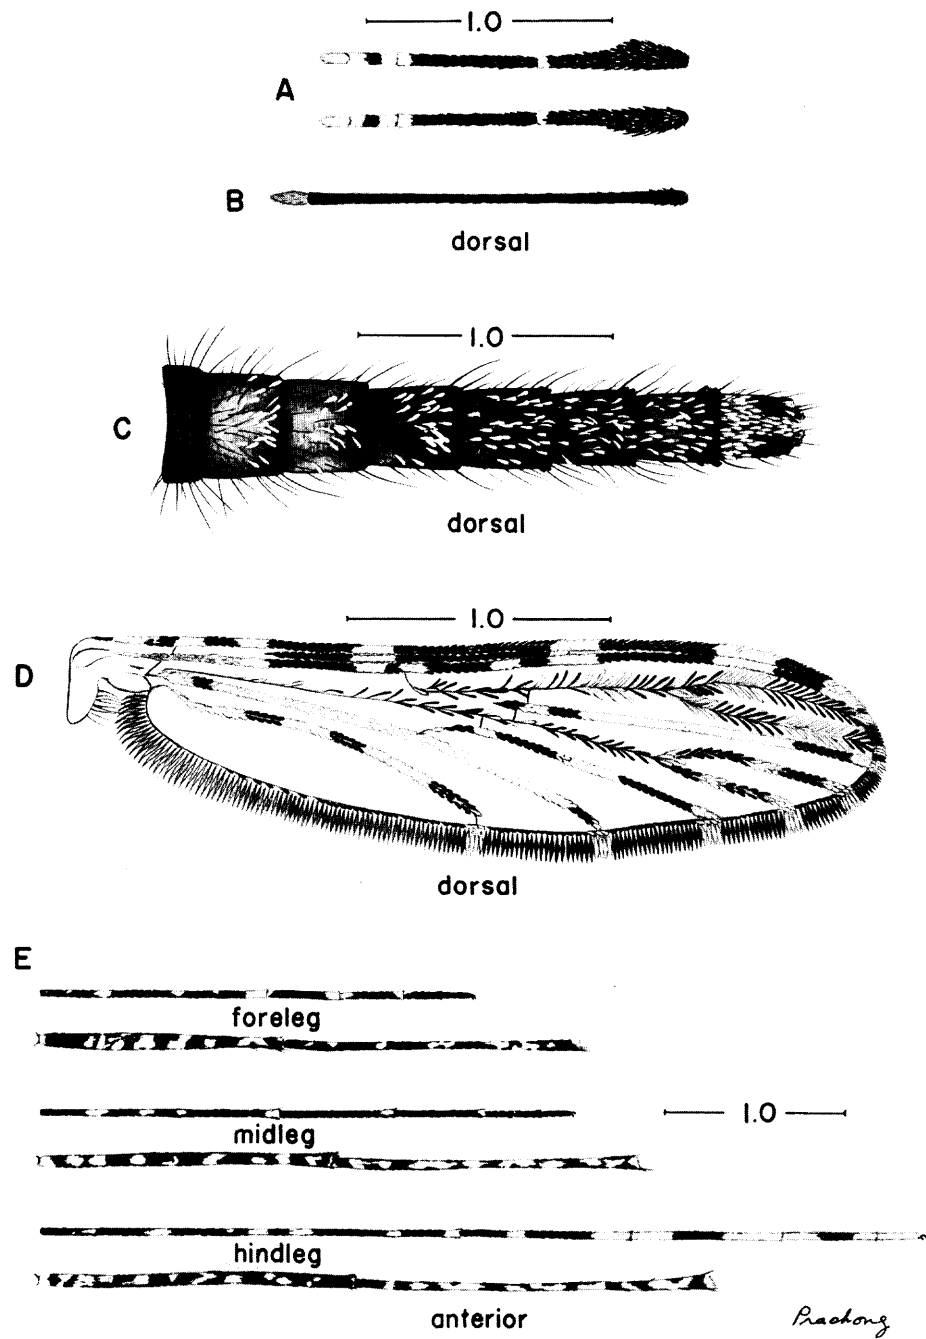 1.0
A
B
dorsal
1.0
C
dorsal
1.0
D
dorsal
E
foreleg
midleg
1.0
hindleg
anterior
Prachong